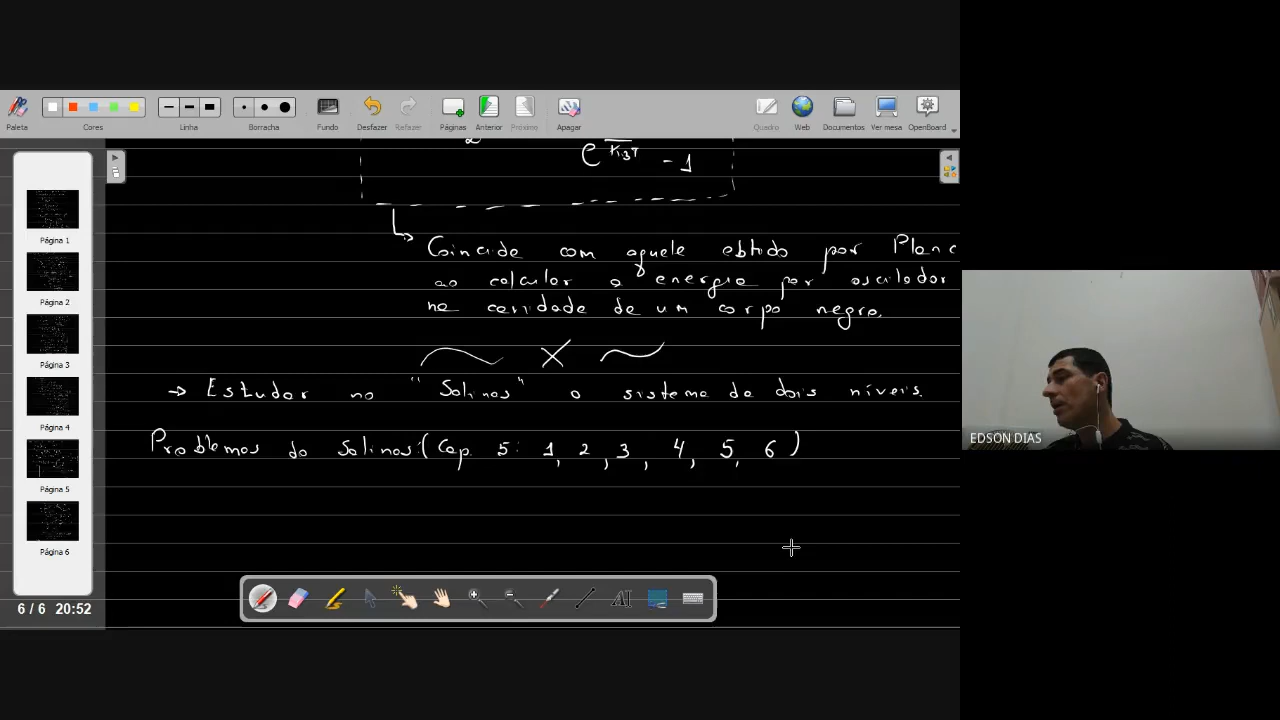 Paleta Cores Linha Borracha Fundo Desfazer Refazer Páginas Anterior Próximo Apagar Quadro Web Documentos Ver mesa OpenBoard
e
K_BT
- 1
Coincide com aquele obtido por Planc
ao calcular a energia por oscilador
na cavidade de um corpo negro.
X
→ Estudar no "Salinas" o sistema de dois níveis.
Problemas do Salinas: (Cap. 5: 1, 2, 3, 4, 5, 6)
Página 1
Página 2
Página 3
Página 4
Página 5
Página 6
6 / 6 20:52
EDSON DIAS